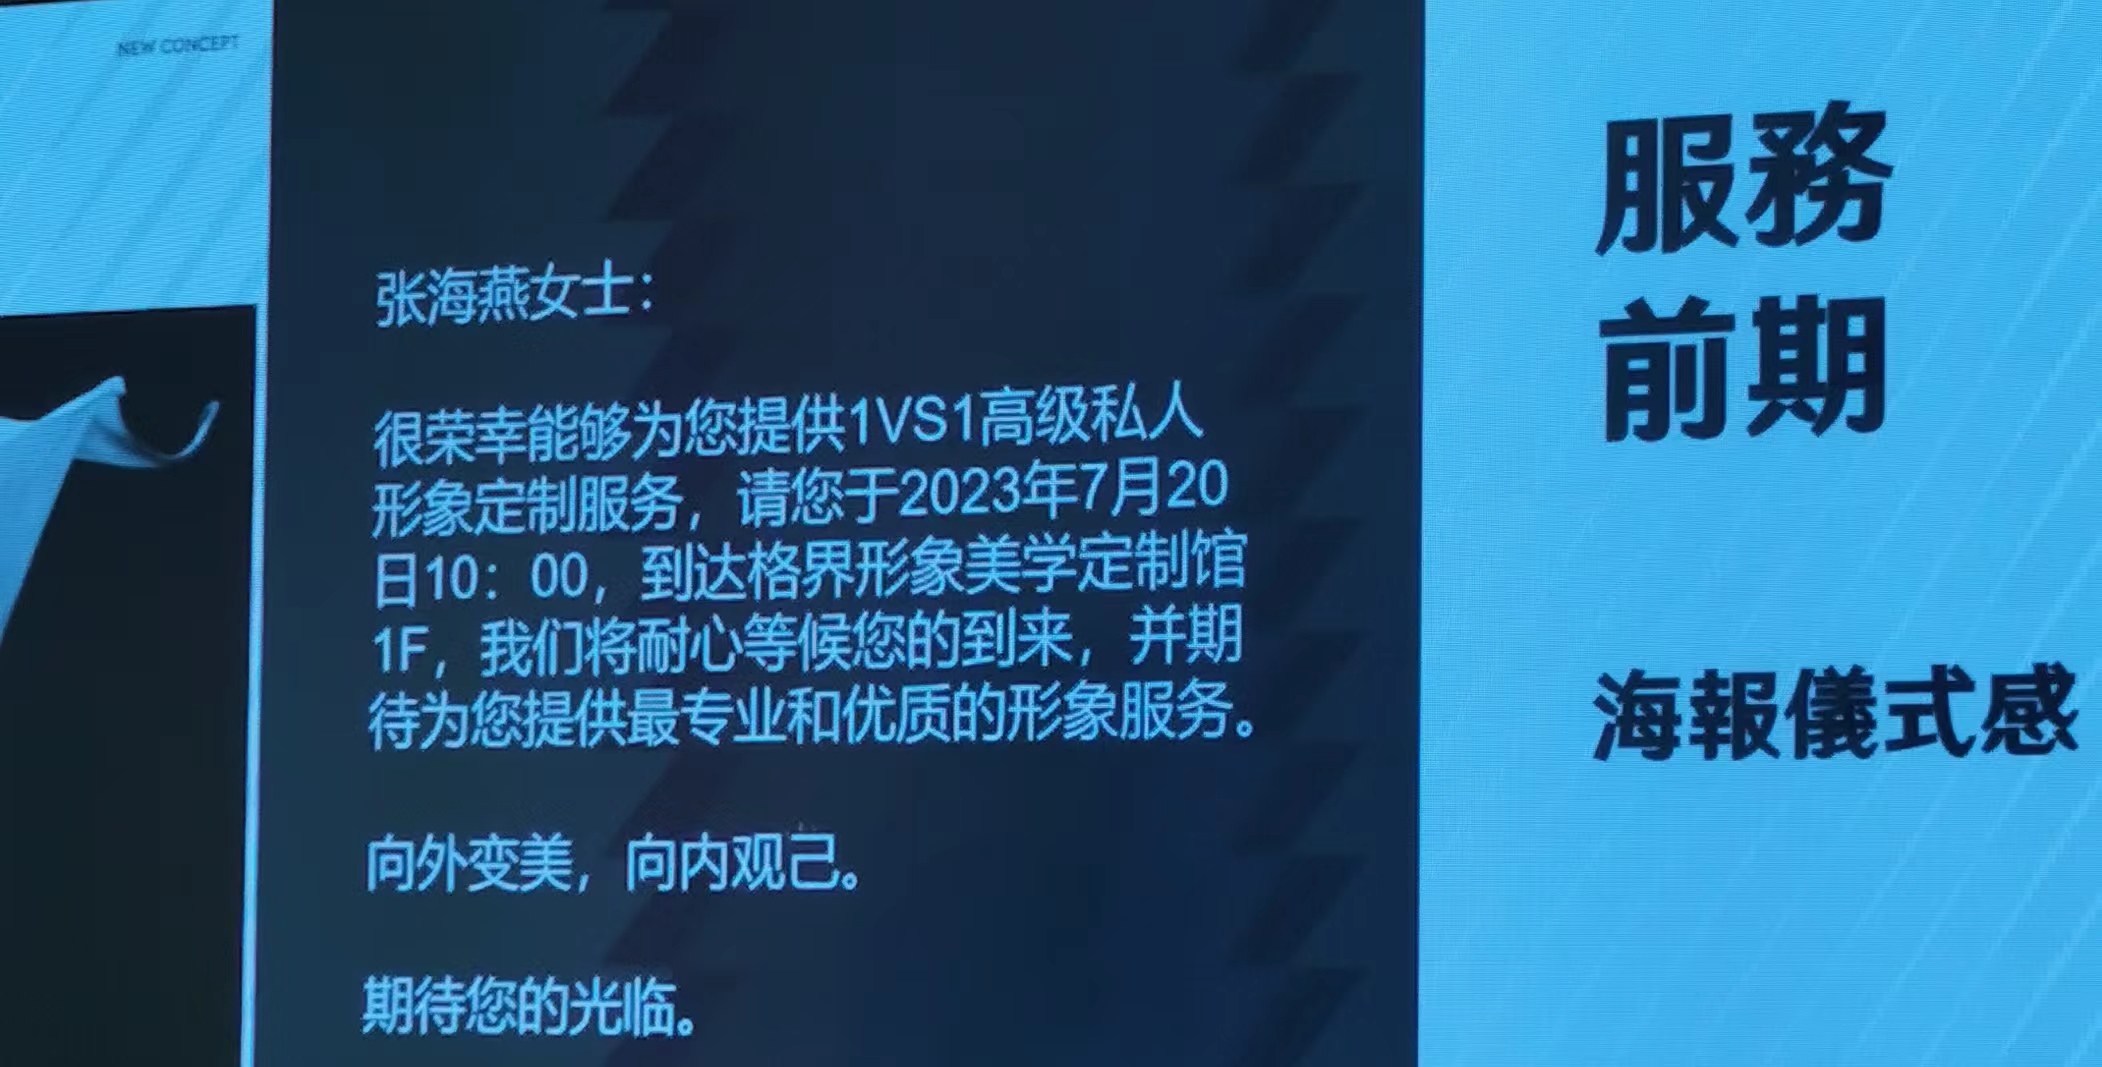 NEW CONCEPT
张海燕女士：
很荣幸能够为您提供1VS1高级私人
形象定制服务，请您于2023年7月20
日10：00，到达格界形象美学定制馆
1F，我们将耐心等候您的到来，并期
待为您提供最专业和优质的形象服务。
向外变美，向内观己。
期待您的光临。
服務
前期
海報儀式感